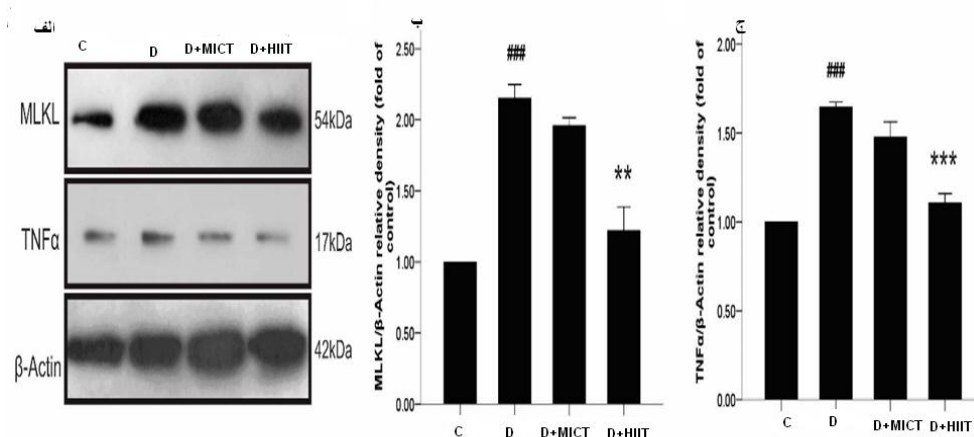 الف
C D D+MICT D+HIIT
MLKL 54kDa
TNFα 17kDa
β-Actin 42kDa
ب
MLKL/β-Actin relative density (fold of
control)
2.50
2.00
1.50
1.00
0.50
0.00
###
**
C D D+MICT D+HIIT
ج
TNFα/β-Actin relative density (fold of
control)
2.00
1.50
1.00
0.50
0.00
###
***
C D D+MICT D+HIIT